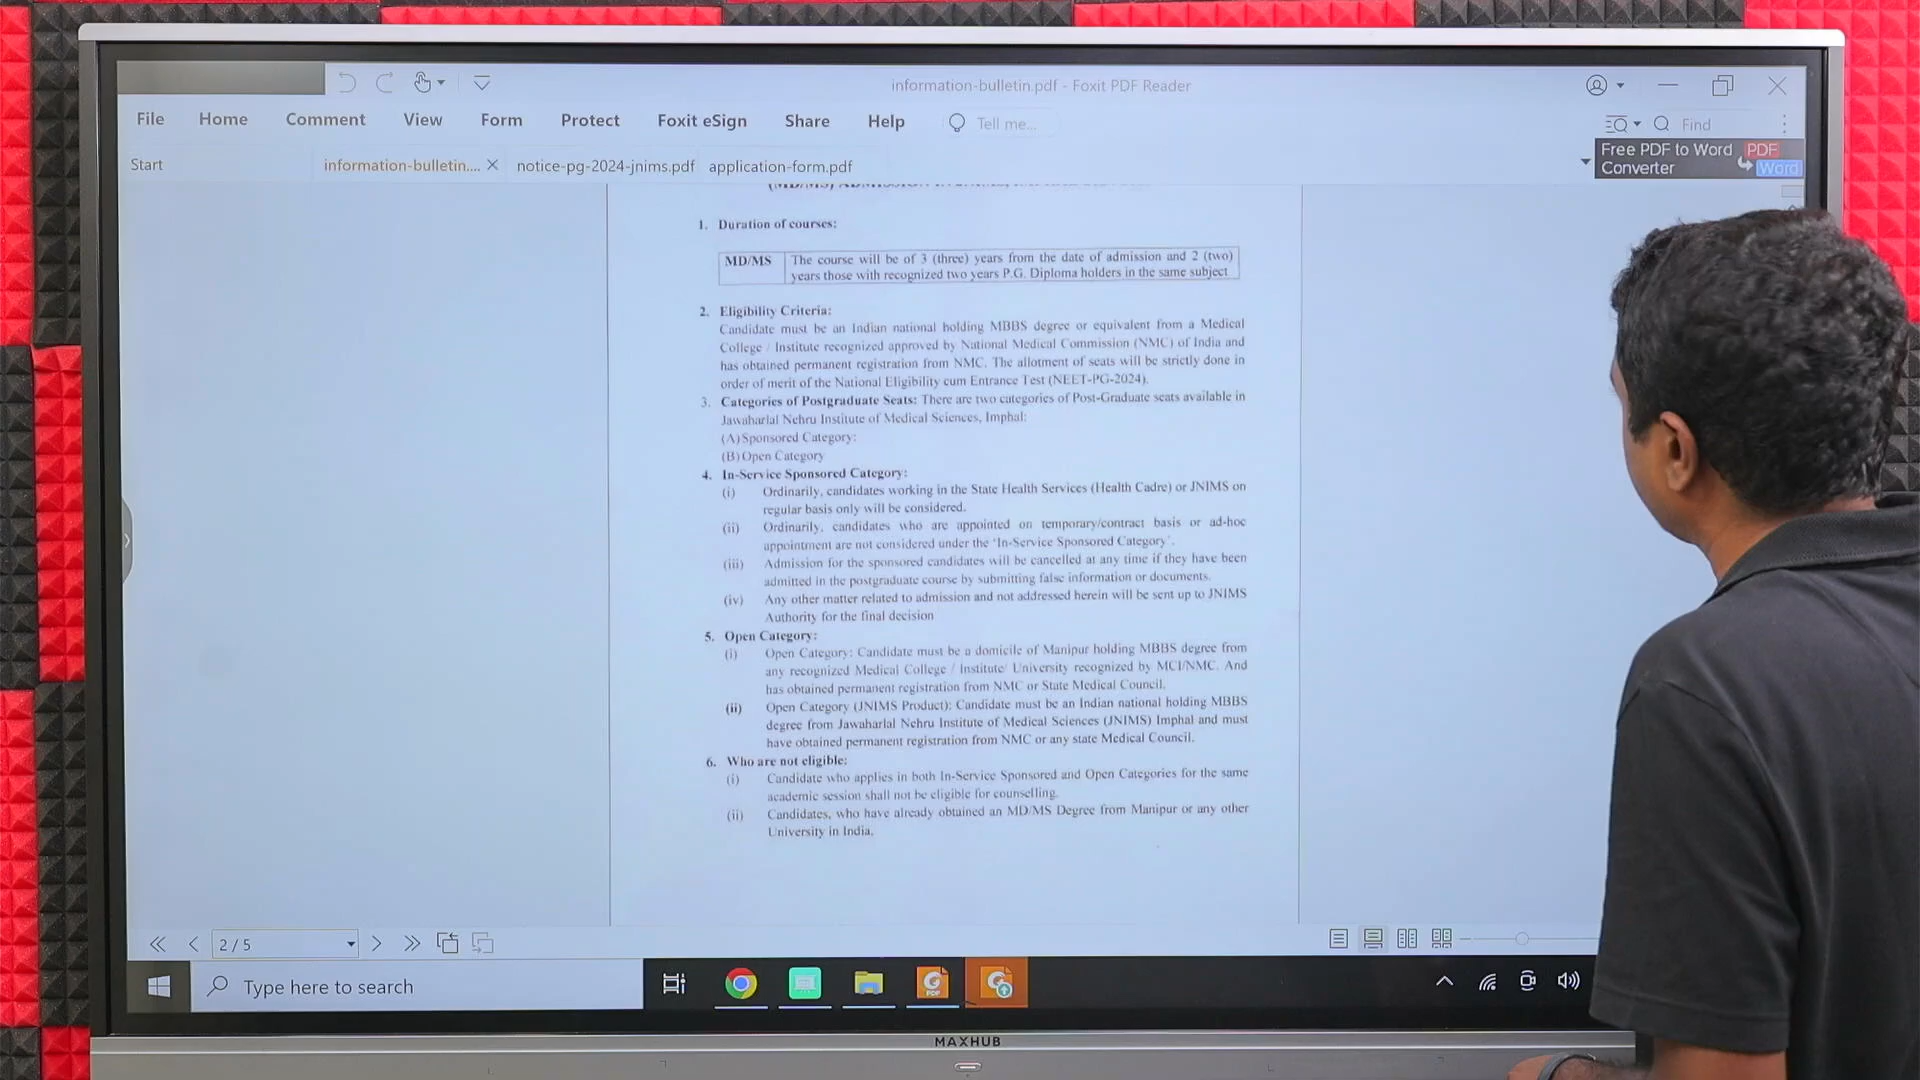 information-bulletin.pdf - Foxit PDF Reader
File Home Comment View Form Protect Foxit eSign Share Help Tell me... Find
Free PDF to Word PDF
Converter Word
Start information-bulletin.... notice-pg-2024-jnims.pdf application-form.pdf
1. Duration of courses:
MD/MS The course will be of 3 (three) years from the date of admission and 2 (two)
years those with recognized two years P.G. Diploma holders in the same subject
2. Eligibility Criteria:
Candidate must be an Indian national holding MBBS degree or equivalent from a Medical
College / Institute recognized approved by National Medical Commission (NMC) of India and
has obtained permanent registration from NMC. The allotment of seats will be strictly done in
order of merit of the National Eligibility cum Entrance Test (NEET-PG-2024).
3. Categories of Postgraduate Seats: There are two categories of Post-Graduate seats available in
Jawaharlal Nehru Institute of Medical Sciences, Imphal:
(A) Sponsored Category:
(B) Open Category
4. In-Service Sponsored Category:
(i) Ordinarily, candidates working in the State Health Services (Health Cadre) or JNIMS on
regular basis only will be considered.
(ii) Ordinarily, candidates who are appointed on temporary/contract basis or ad-hoc
appointment are not considered under the 'In-Service Sponsored Category'.
(iii) Admission for the sponsored candidates will be cancelled at any time if they have been
admitted in the postgraduate course by submitting false information or documents.
(iv) Any other matter related to admission and not addressed herein will be sent up to JNIMS
Authority for the final decision
5. Open Category:
(i) Open Category: Candidate must be a domicile of Manipur holding MBBS degree from
any recognized Medical College / Institute/ University recognized by MCI/NMC. And
has obtained permanent registration from NMC or State Medical Council.
(ii) Open Category (JNIMS Product): Candidate must be an Indian national holding MBBS
degree from Jawaharlal Nehru Institute of Medical Sciences (JNIMS) Imphal and must
have obtained permanent registration from NMC or any state Medical Council.
6. Who are not eligible:
(i) Candidate who applies in both In-Service Sponsored and Open Categories for the same
academic session shall not be eligible for counselling.
(ii) Candidates, who have already obtained an MD/MS Degree from Manipur or any other
University in India.
2 / 5
Type here to search
MAXHUB